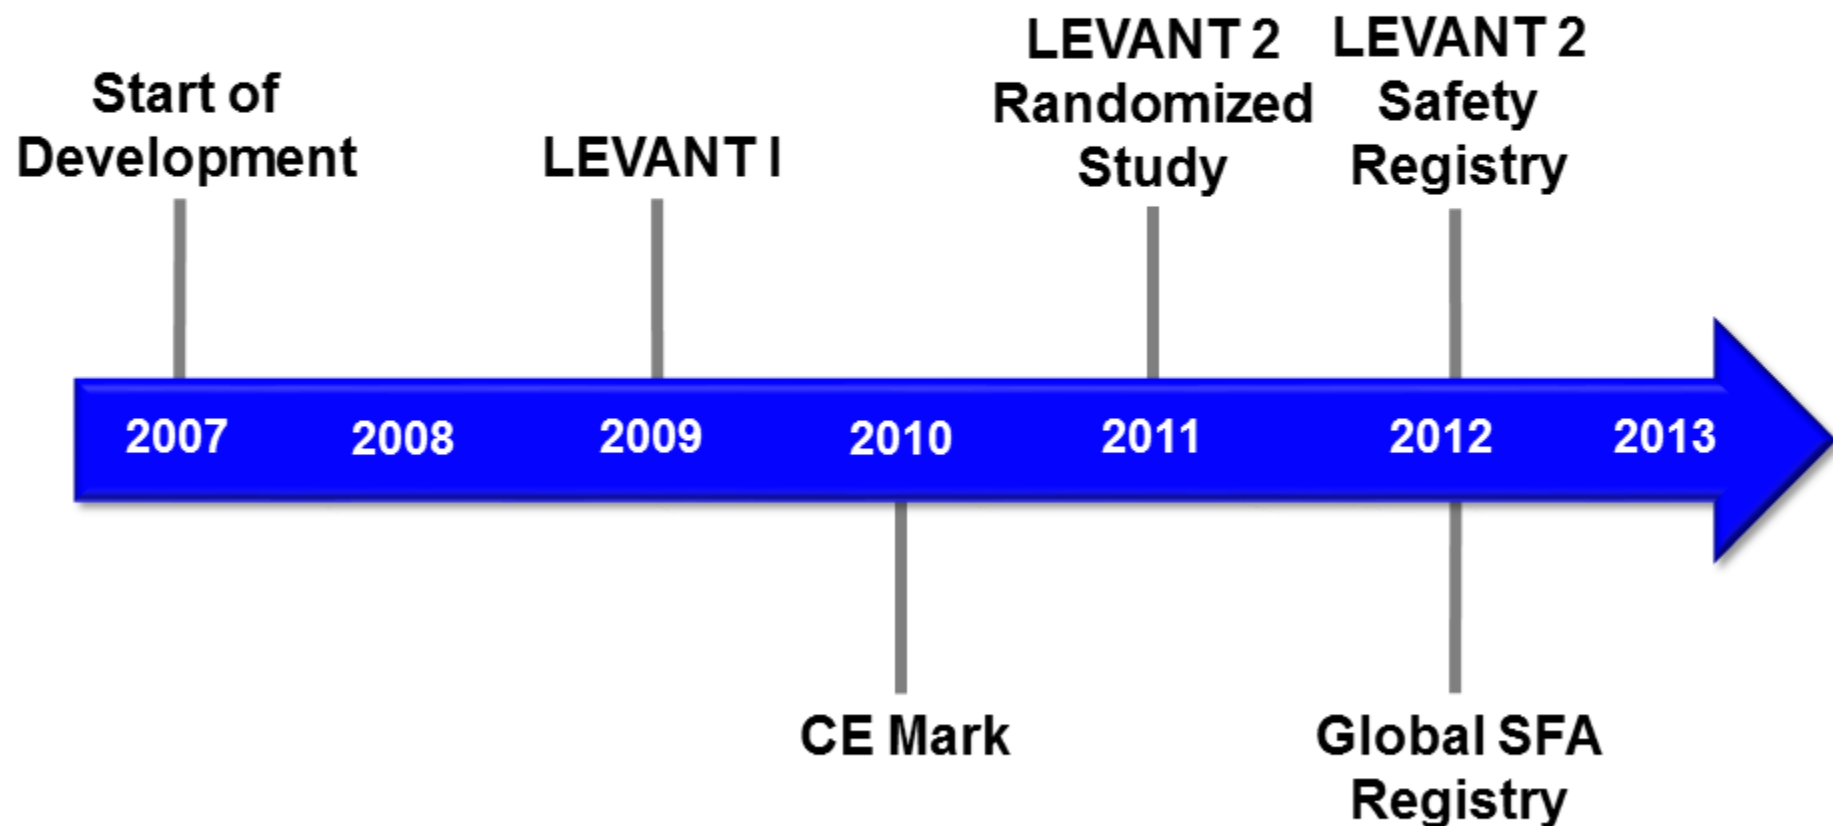 Start of
Development
LEVANT I
LEVANT 2
Randomized
Study
LEVANT 2
Safety
Registry
2007
2008
2009
2010
2011
2012
2013
CE Mark
Global SFA
Registry